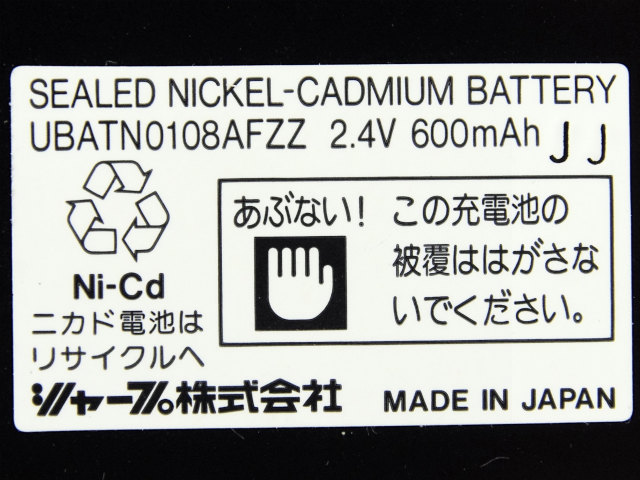 SEALED NICKEL-CADMIUM BATTERY
UBATN0108AFZZ 2.4V 600mAh JJ
Ni-Cd
ニカド電池は
リサイクルへ
あぶない!
この充電池の
被覆ははがさな
いでください。
シャープ株式会社
MADE IN JAPAN